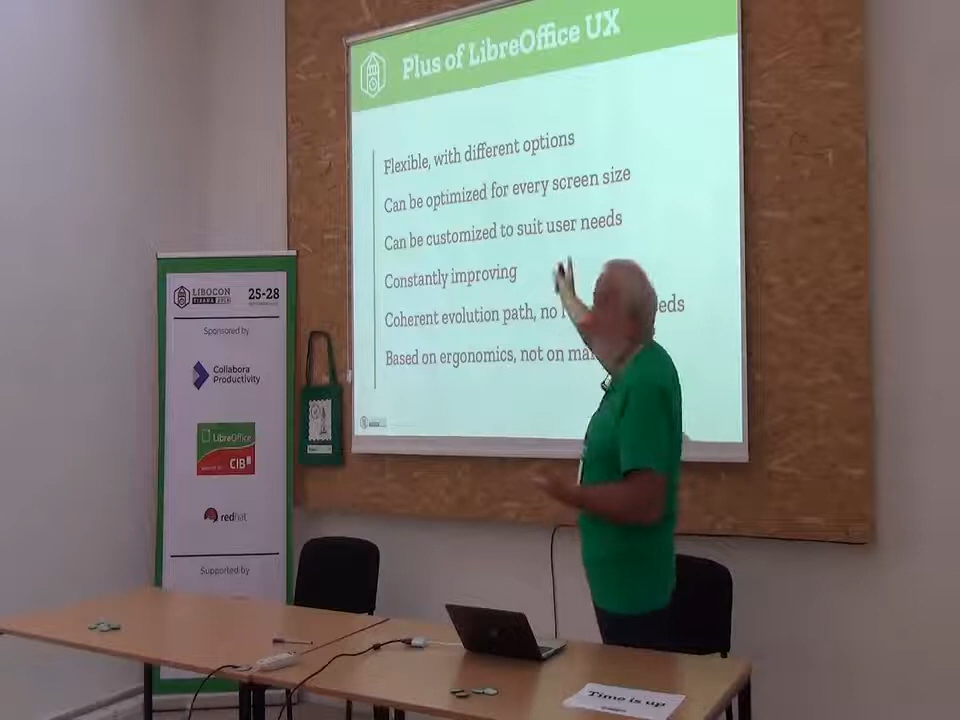 Plus of LibreOffice UX
Flexible, with different options
Can be optimized for every screen size
Can be customized to suit user needs
Constantly improving
Coherent evolution path, no
Based on ergonomics, not on
LIBOCON
TIRANA 2018
25-28
Sponsored by
Collabora
Productivity
LibreOffice
CIB
redhat
Supported by
Time is up